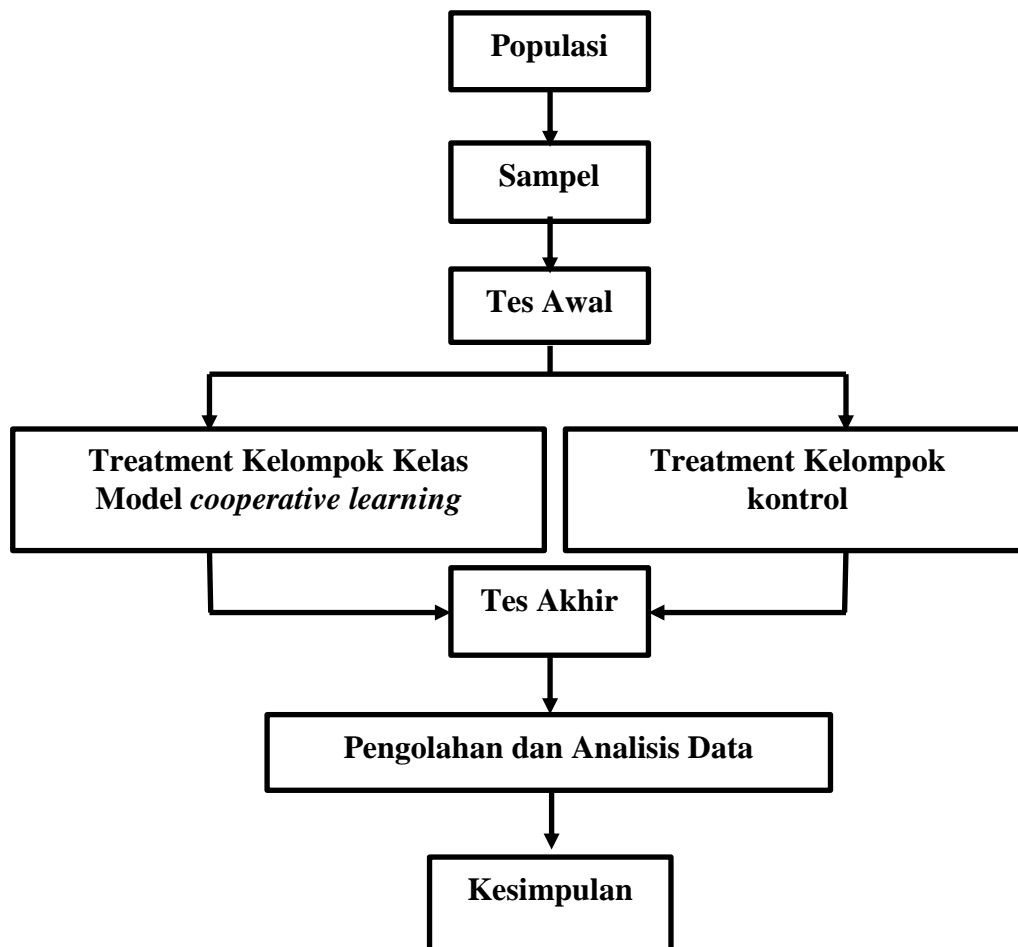 Populasi
Sampel
Tes Awal
Treatment Kelompok Kelas
Model cooperative learning
Treatment Kelompok
kontrol
Tes Akhir
Pengolahan dan Analisis Data
Kesimpulan